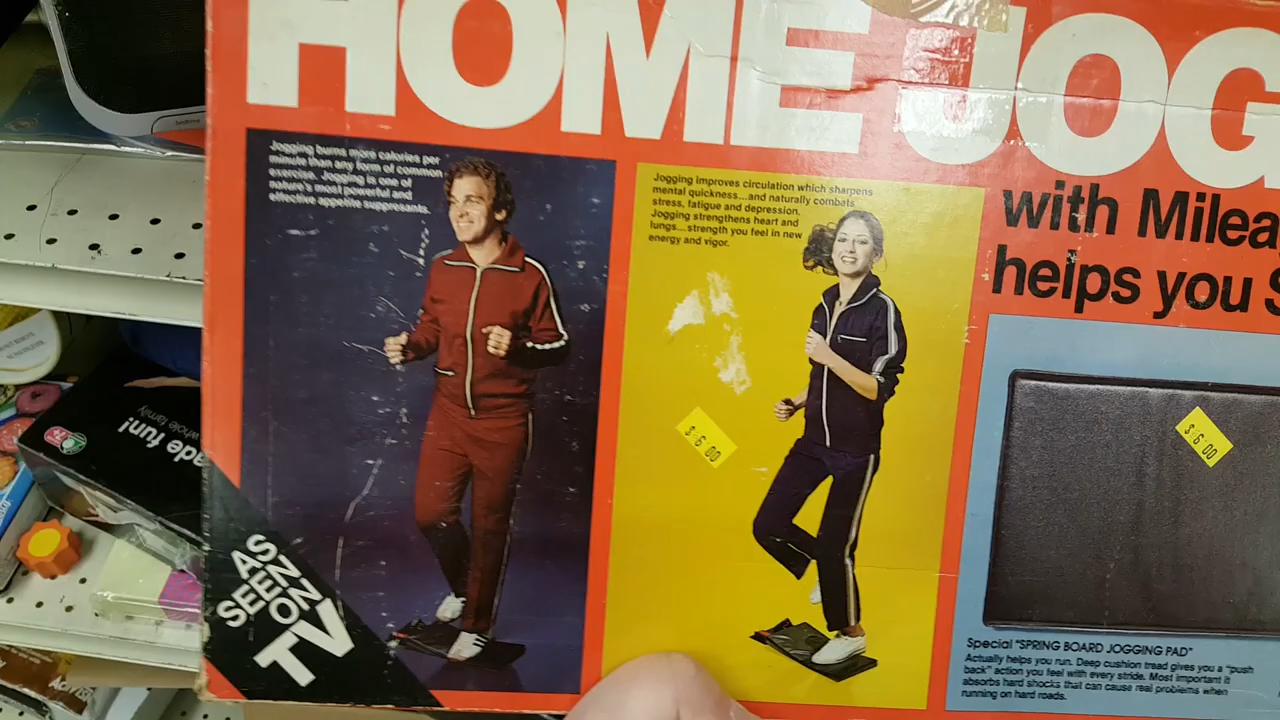 HOME JOG
with Milea
helps you S
Jogging burns more calories per
minute than any form of common
exercise. Jogging is one of
nature's most powerful and
effective appetite suppresants.
Jogging improves circulation which sharpens
mental quickness...and naturally combats
stress, fatigue and depression.
Jogging strengthens heart and
lungs...strength you feel in new
energy and vigor.
$6.00
$6.00
AS
SEEN
ON
TV
Special "SPRING BOARD JOGGING PAD"
Actually helps you run. Deep cushion tread gives you a "push
back" action you feel with every stride. Most important it
absorbs hard shocks that can cause real problems when
running on hard roads.
ade fun!
whole family